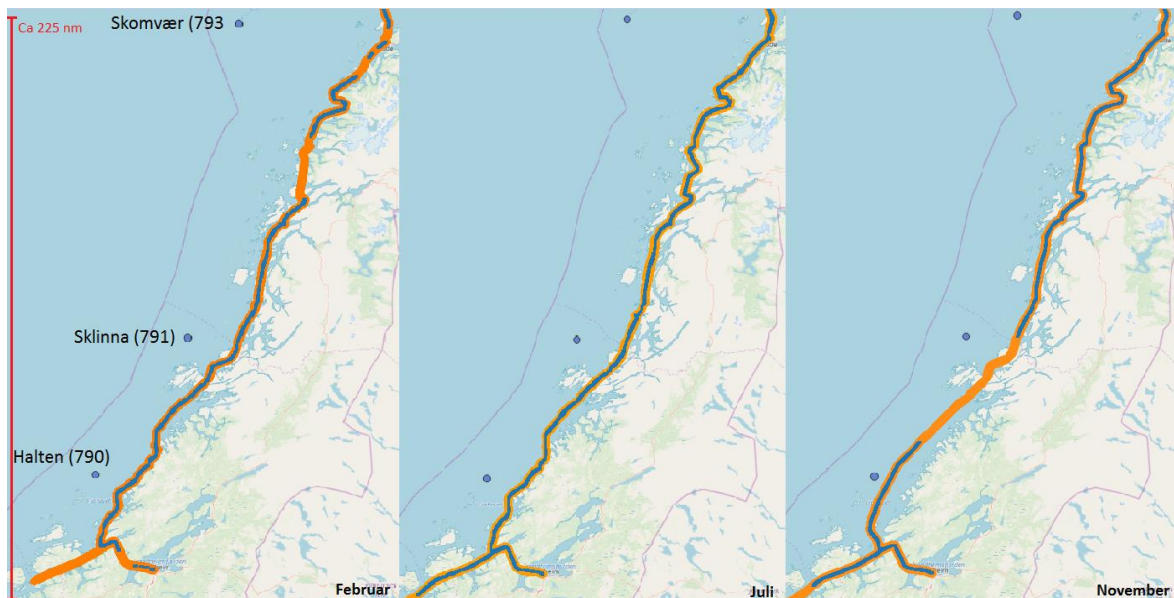 Ca 225 nm
Skomvær (793
Sklinna (791)
Halten (790)
Februar
Juli
November